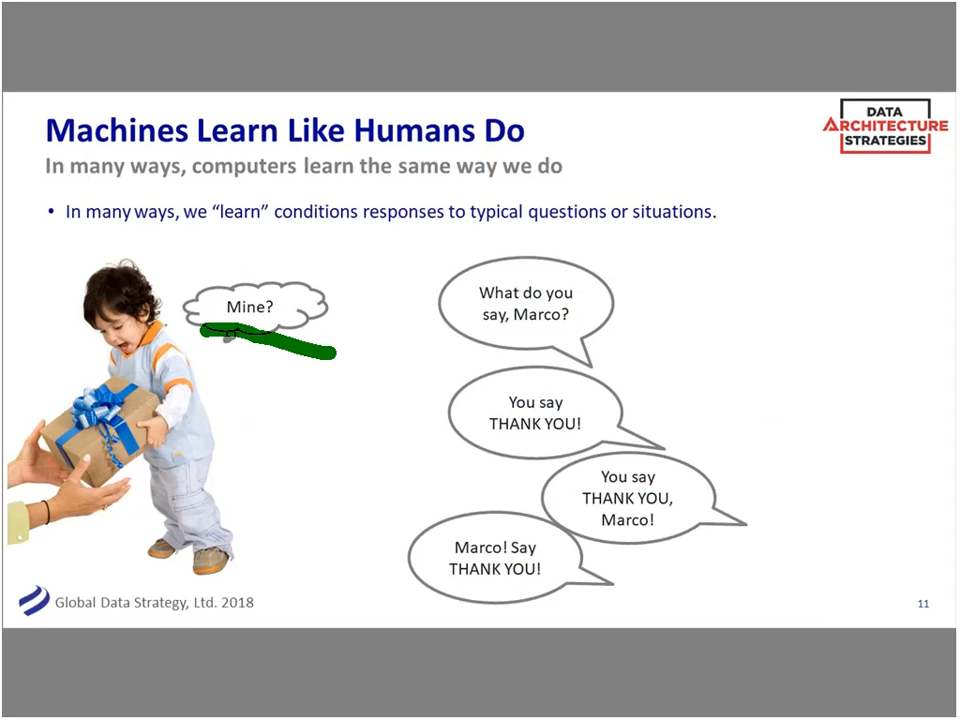 DATA
ARCHITECTURE
STRATEGIES
Machines Learn Like Humans Do
In many ways, computers learn the same way we do
• In many ways, we “learn” conditions responses to typical questions or situations.
Mine?
What do you
say, Marco?
You say
THANK YOU!
You say
THANK YOU,
Marco!
Marco! Say
THANK YOU!
Global Data Strategy, Ltd. 2018
11